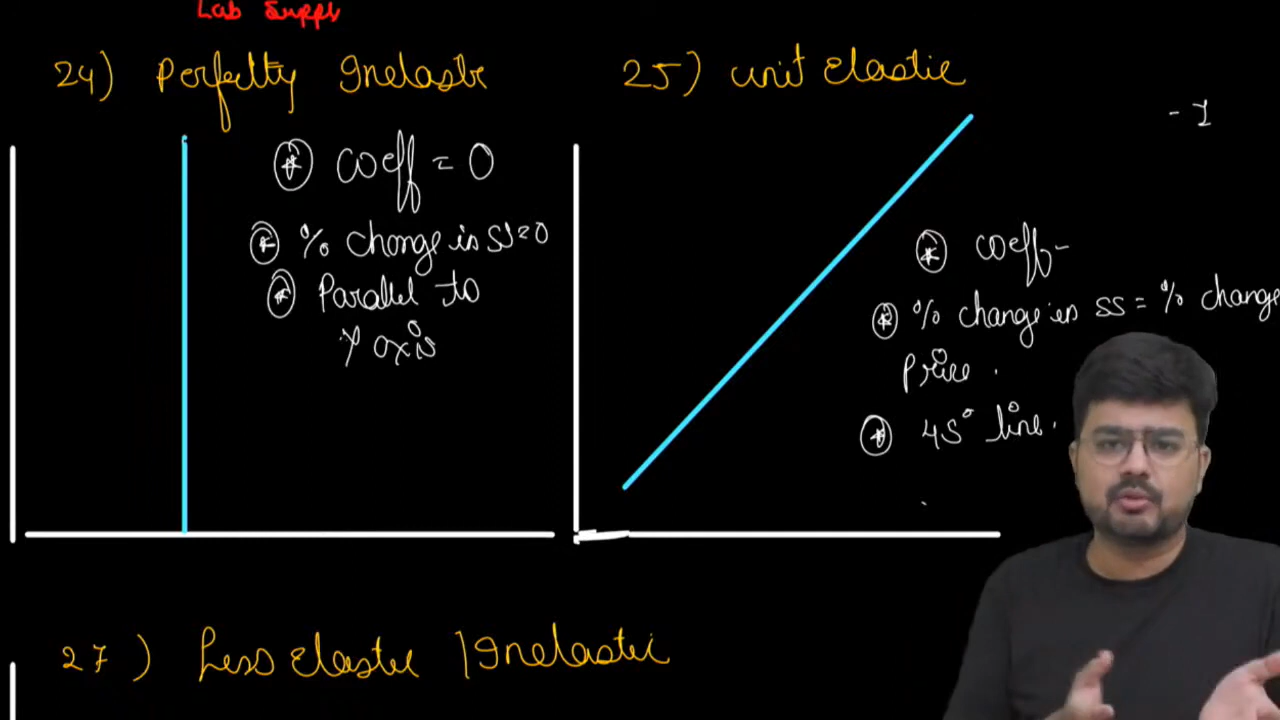 Lab Suppl
24) Perfectly Inelastic
25) unit Elastic
- 1
* coeff = 0
* % change in SS=0
* Parallel to
Y axis
* coeff-
* % change in SS = % change
price.
* 45° line.
27) Less Elastic / Inelastic